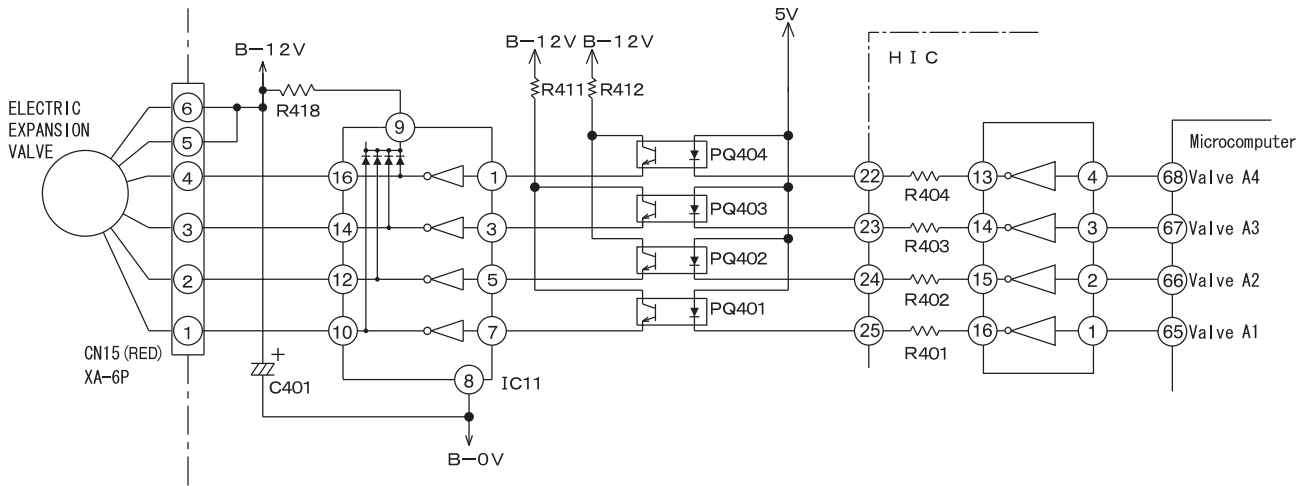 5V
B-12V
B-12V B-12V
HIC
R418
R411
R412
ELECTRIC
EXPANSION
VALVE
6
9
PQ404
Microcomputer
5
4
16
1
22
R404
13
4
68
Valve A4
PQ403
3
14
3
23
R403
14
3
67
Valve A3
PQ402
2
12
5
24
R402
15
2
66
Valve A2
PQ401
1
10
7
25
R401
16
1
65
Valve A1
CN15(RED)
XA-6P
+
C401
8
IC11
B-0V